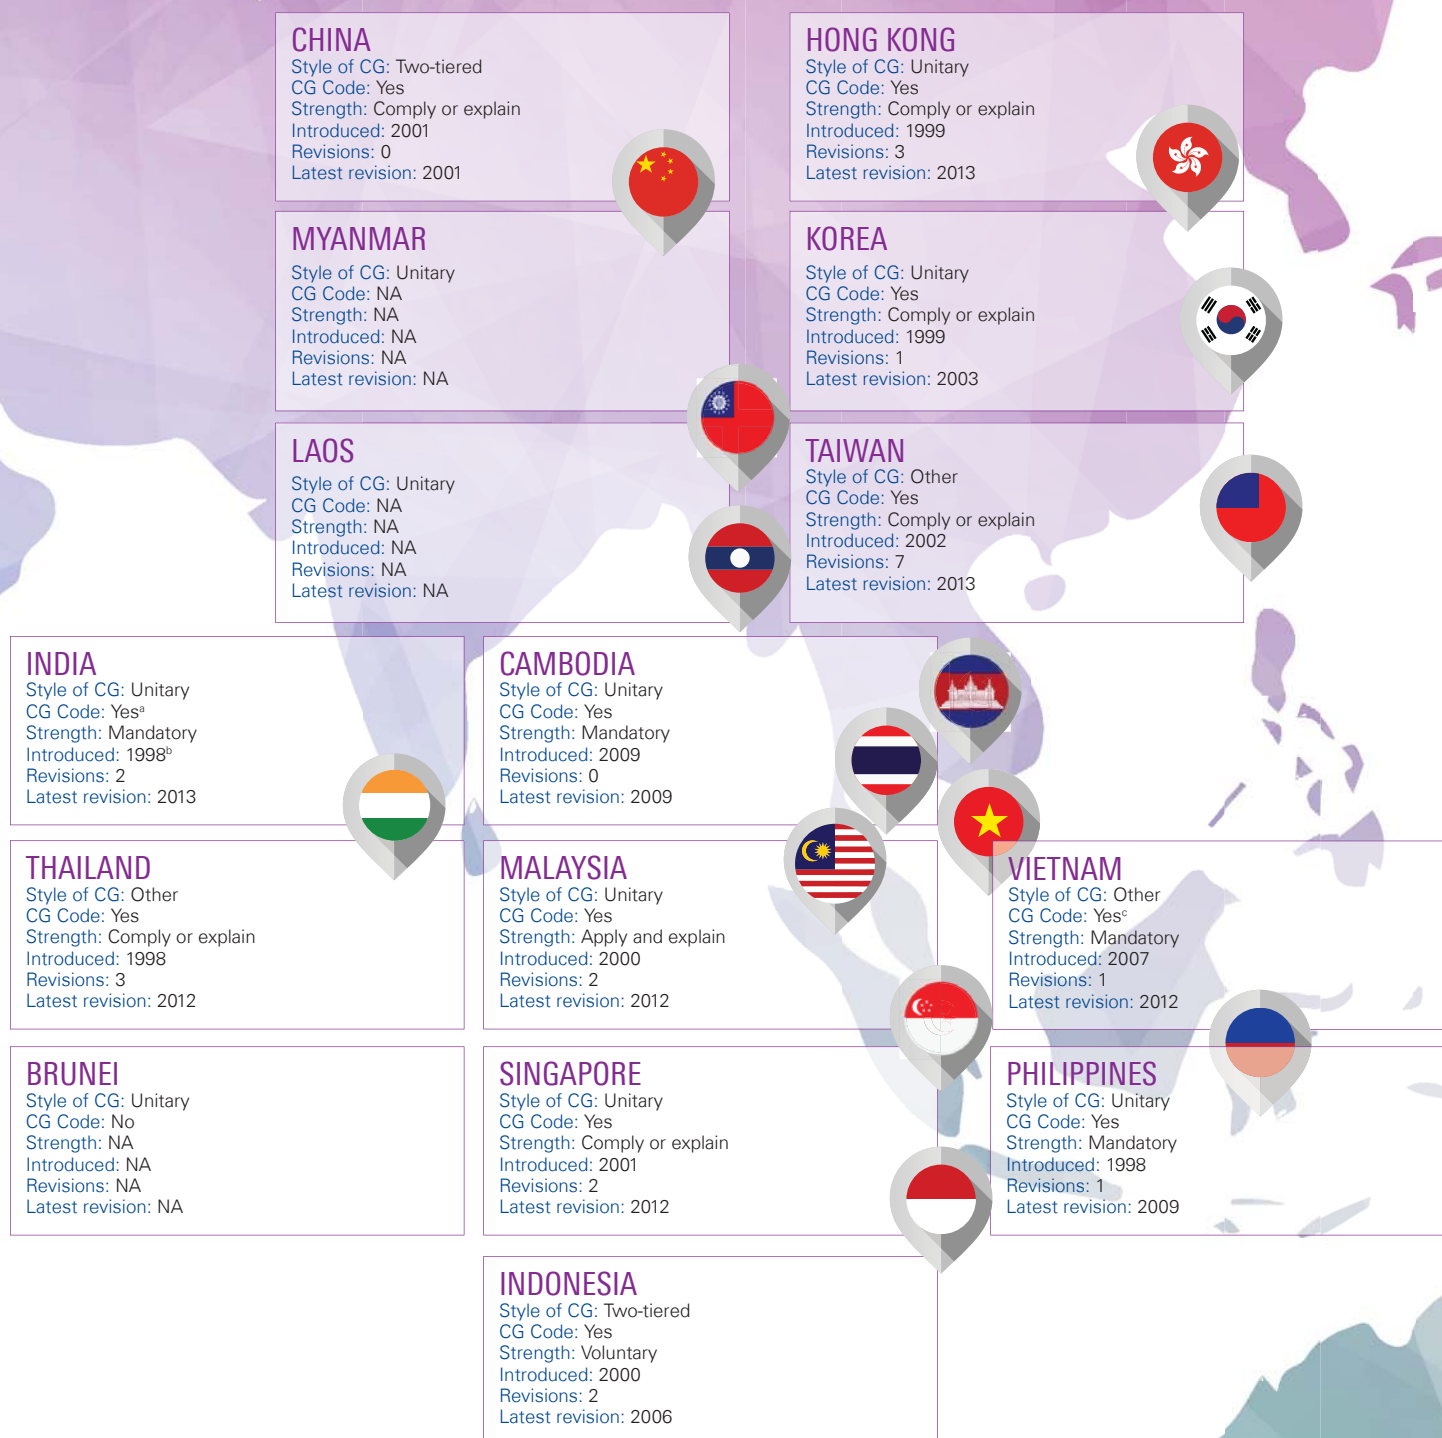 CHINA
Style of CG: Two-tiered
CG Code: Yes
Strength: Comply or explain
Introduced: 2001
Revisions: 0
Latest revision: 2001
HONG KONG
Style of CG: Unitary
CG Code: Yes
Strength: Comply or explain
Introduced: 1999
Revisions: 3
Latest revision: 2013
MYANMAR
Style of CG: Unitary
CG Code: NA
Strength: NA
Introduced: NA
Revisions: NA
Latest revision: NA
KOREA
Style of CG: Unitary
CG Code: Yes
Strength: Comply or explain
Introduced: 1999
Revisions: 1
Latest revision: 2003
LAOS
Style of CG: Unitary
CG Code: NA
Strength: NA
Introduced: NA
Revisions: NA
Latest revision: NA
TAIWAN
Style of CG: Other
CG Code: Yes
Strength: Comply or explain
Introduced: 2002
Revisions: 7
Latest revision: 2013
INDIA
Style of CG: Unitary
CG Code: Yesᵃ
Strength: Mandatory
Introduced: 1998ᵇ
Revisions: 2
Latest revision: 2013
CAMBODIA
Style of CG: Unitary
CG Code: Yes
Strength: Mandatory
Introduced: 2009
Revisions: 0
Latest revision: 2009
THAILAND
Style of CG: Other
CG Code: Yes
Strength: Comply or explain
Introduced: 1998
Revisions: 3
Latest revision: 2012
MALAYSIA
Style of CG: Unitary
CG Code: Yes
Strength: Apply and explain
Introduced: 2000
Revisions: 2
Latest revision: 2012
VIETNAM
Style of CG: Other
CG Code: Yesᶜ
Strength: Mandatory
Introduced: 2007
Revisions: 1
Latest revision: 2012
BRUNEI
Style of CG: Unitary
CG Code: No
Strength: NA
Introduced: NA
Revisions: NA
Latest revision: NA
SINGAPORE
Style of CG: Unitary
CG Code: Yes
Strength: Comply or explain
Introduced: 2001
Revisions: 2
Latest revision: 2012
PHILIPPINES
Style of CG: Unitary
CG Code: Yes
Strength: Mandatory
Introduced: 1998
Revisions: 1
Latest revision: 2009
INDONESIA
Style of CG: Two-tiered
CG Code: Yes
Strength: Voluntary
Introduced: 2000
Revisions: 2
Latest revision: 2006